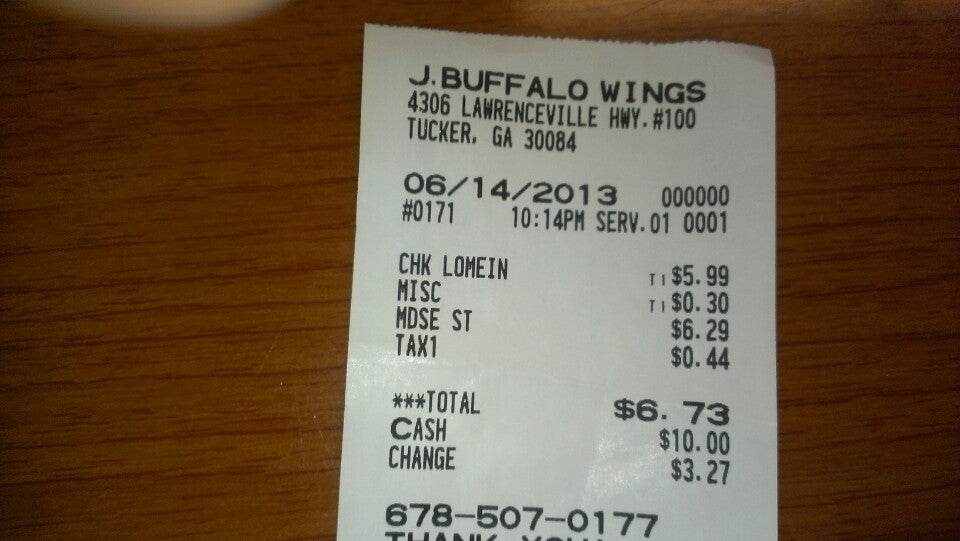 J.BUFFALO WINGS
4306 LAWRENCEVILLE HWY.#100
TUCKER, GA 30084
06/14/2013 000000
#0171 10:14PM SERV.01 0001
CHK LOMEIN T1 $5.99
MISC T1 $0.30
MDSE ST $6.29
TAX1 $0.44
***TOTAL $6.73
CASH $10.00
CHANGE $3.27
678-507-0177
THANK YOU